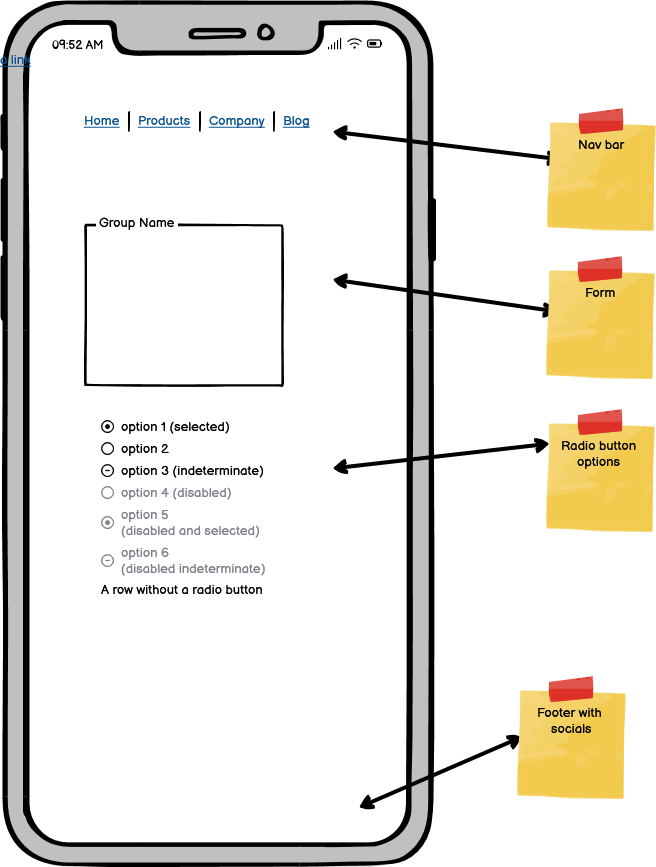 09:52 AM
a link
Home | Products | Company | Blog
Nav bar
Group Name
Form
option 1 (selected)
option 2
option 3 (indeterminate)
option 4 (disabled)
option 5
(disabled and selected)
option 6
(disabled indeterminate)
A row without a radio button
Radio button
options
Footer with
socials